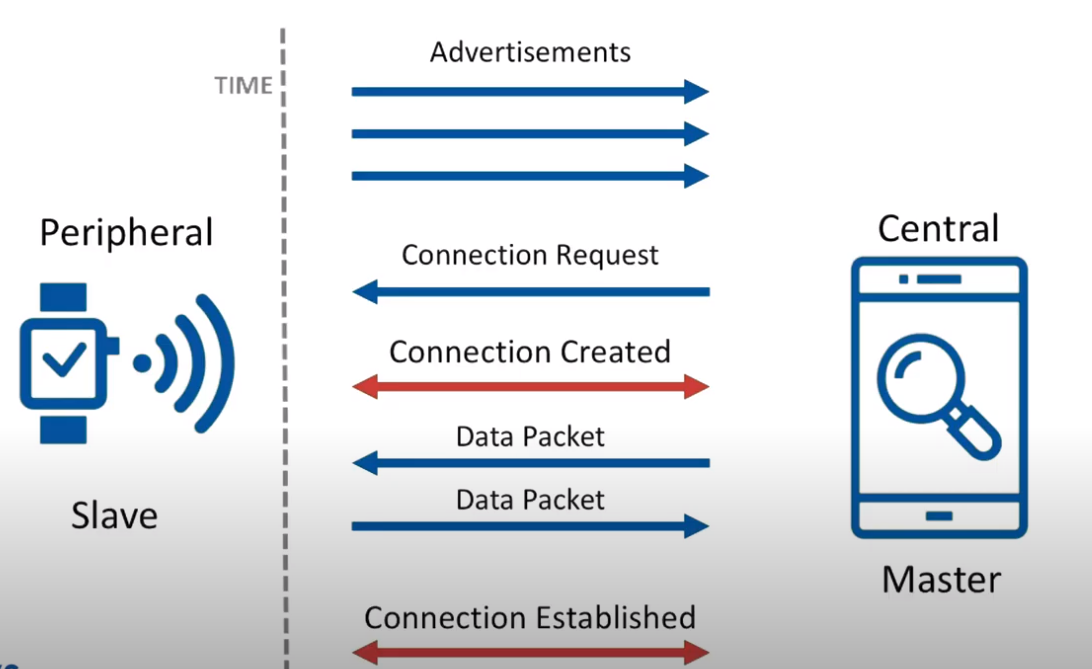 Advertisements
TIME
Peripheral
Central
Connection Request
Connection Created
Data Packet
Data Packet
Slave
Master
Connection Established